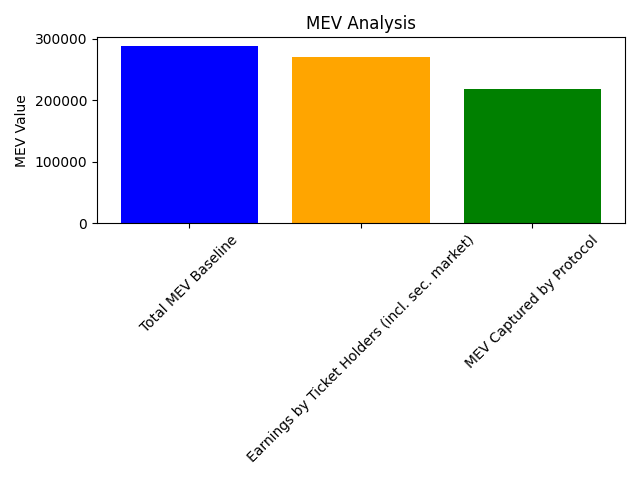 MEV Analysis
MEV Value
300000
200000
100000
0
Total MEV Baseline
Earnings by Ticket Holders (incl. sec. market)
MEV Captured by Protocol